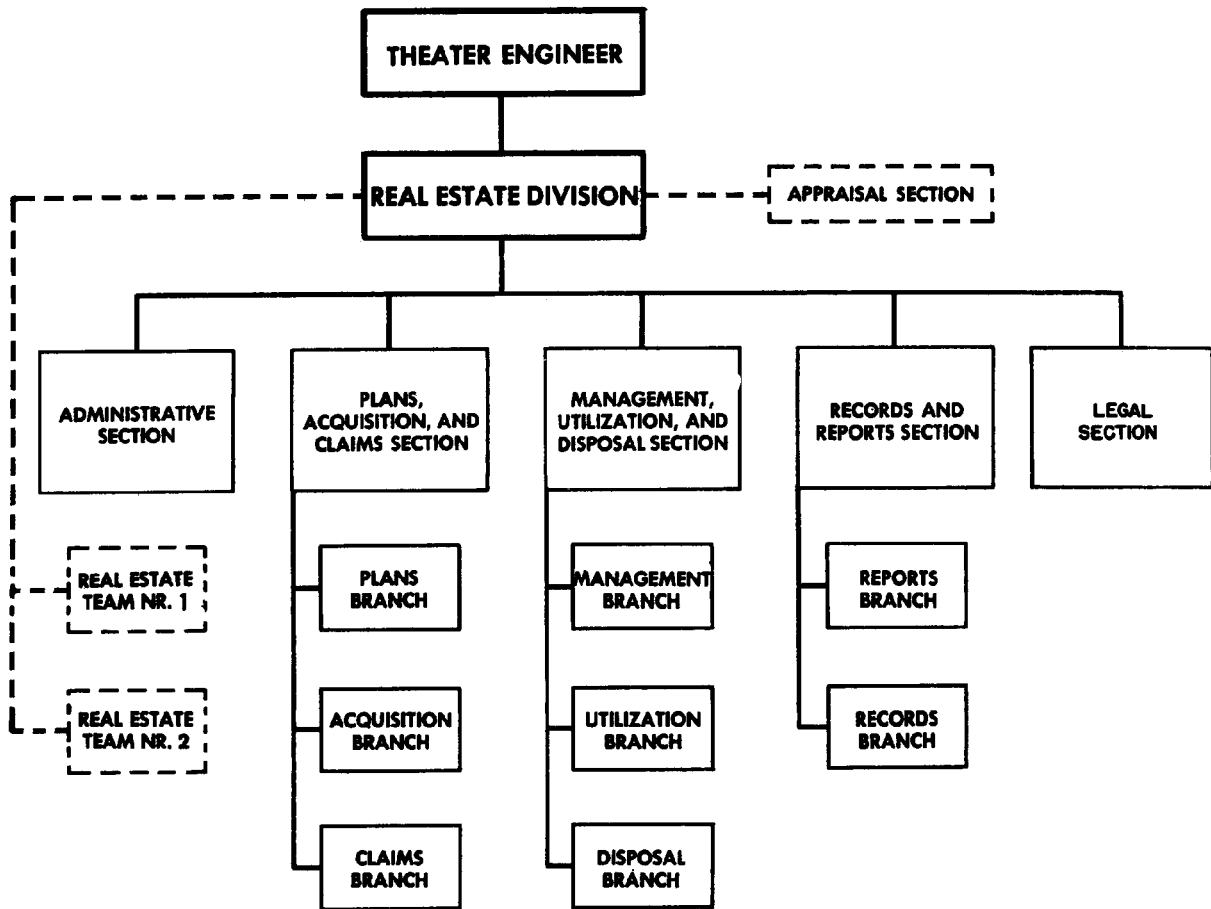 THEATER ENGINEER
REAL ESTATE DIVISION
APPRAISAL SECTION
ADMINISTRATIVE
SECTION
PLANS,
ACQUISITION, AND
CLAIMS SECTION
MANAGEMENT,
UTILIZATION, AND
DISPOSAL SECTION
RECORDS AND
REPORTS SECTION
LEGAL
SECTION
REAL ESTATE
TEAM NR. 1
PLANS
BRANCH
MANAGEMENT
BRANCH
REPORTS
BRANCH
REAL ESTATE
TEAM NR. 2
ACQUISITION
BRANCH
UTILIZATION
BRANCH
RECORDS
BRANCH
CLAIMS
BRANCH
DISPOSAL
BRANCH